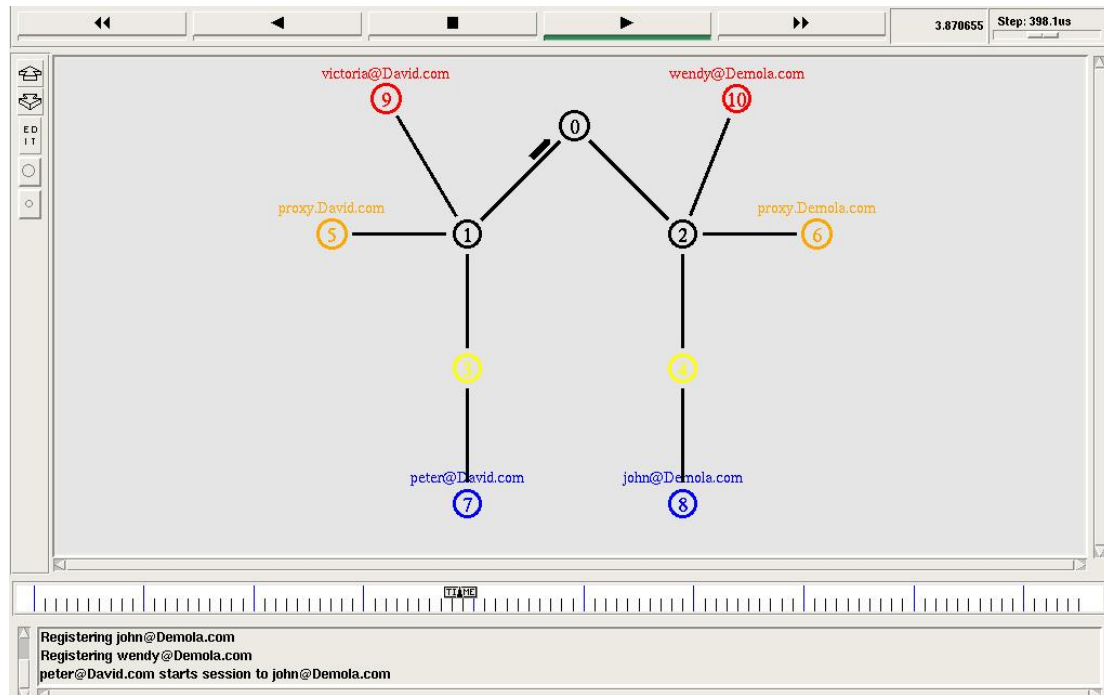 3.870655
Step: 398.1us
ED
IT
victoria@David.com
wendy@Demola.com
9
10
0
proxy.David.com
proxy.Demola.com
5
1
2
6
3
4
peter@David.com
john@Demola.com
7
8
TIME
Registering john@Demola.com
Registering wendy@Demola.com
peter@David.com starts session to john@Demola.com